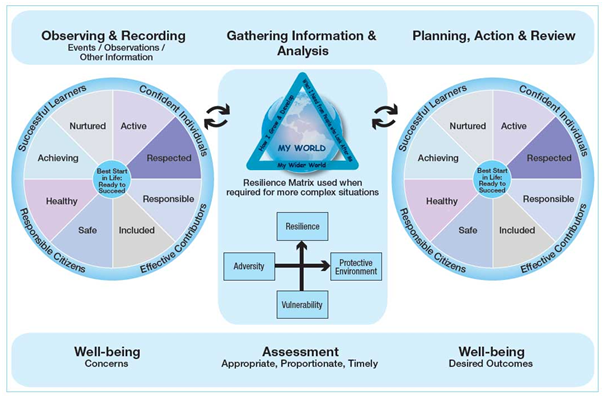 Observing & Recording
Events / Observations /
Other Information
Gathering Information &
Analysis
Planning, Action & Review
Successful Learners
Confident Individuals
Responsible Citizens
Effective Contributors
Nurtured
Active
Achieving
Respected
Best Start
in Life:
Ready to
Succeed
Healthy
Responsible
Safe
Included
How I Grow & Develop
What I Need From People Who Look After Me
MY WORLD
My Wider World
Resilience Matrix used when
required for more complex situations
Resilience
Adversity
Protective
Environment
Vulnerability
Successful Learners
Confident Individuals
Responsible Citizens
Effective Contributors
Nurtured
Active
Achieving
Respected
Best Start
in Life:
Ready to
Succeed
Healthy
Responsible
Safe
Included
Well-being
Concerns
Assessment
Appropriate, Proportionate, Timely
Well-being
Desired Outcomes